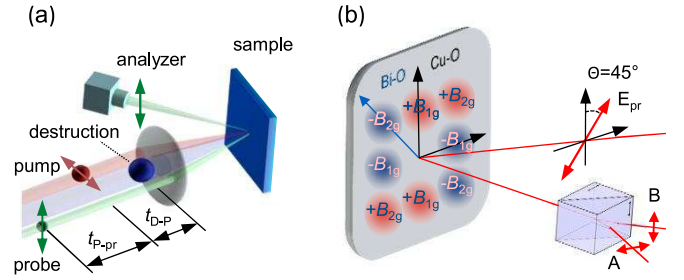 (a)
analyzer
sample
destruction
pump
probe
t_P-pr
t_D-P
(b)
Bi-O
Cu-O
+B_2g
+B_1g
-B_2g
-B_1g
-B_1g
-B_2g
+B_2g
+B_1g
Θ=45°
E_pr
B
A